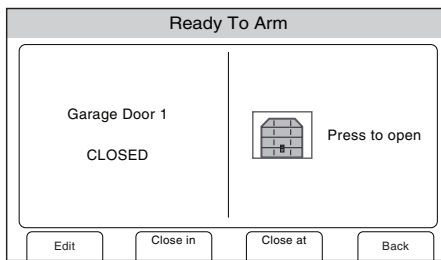 Ready To Arm
Garage Door 1
CLOSED
Press to open
Edit
Close in
Close at
Back